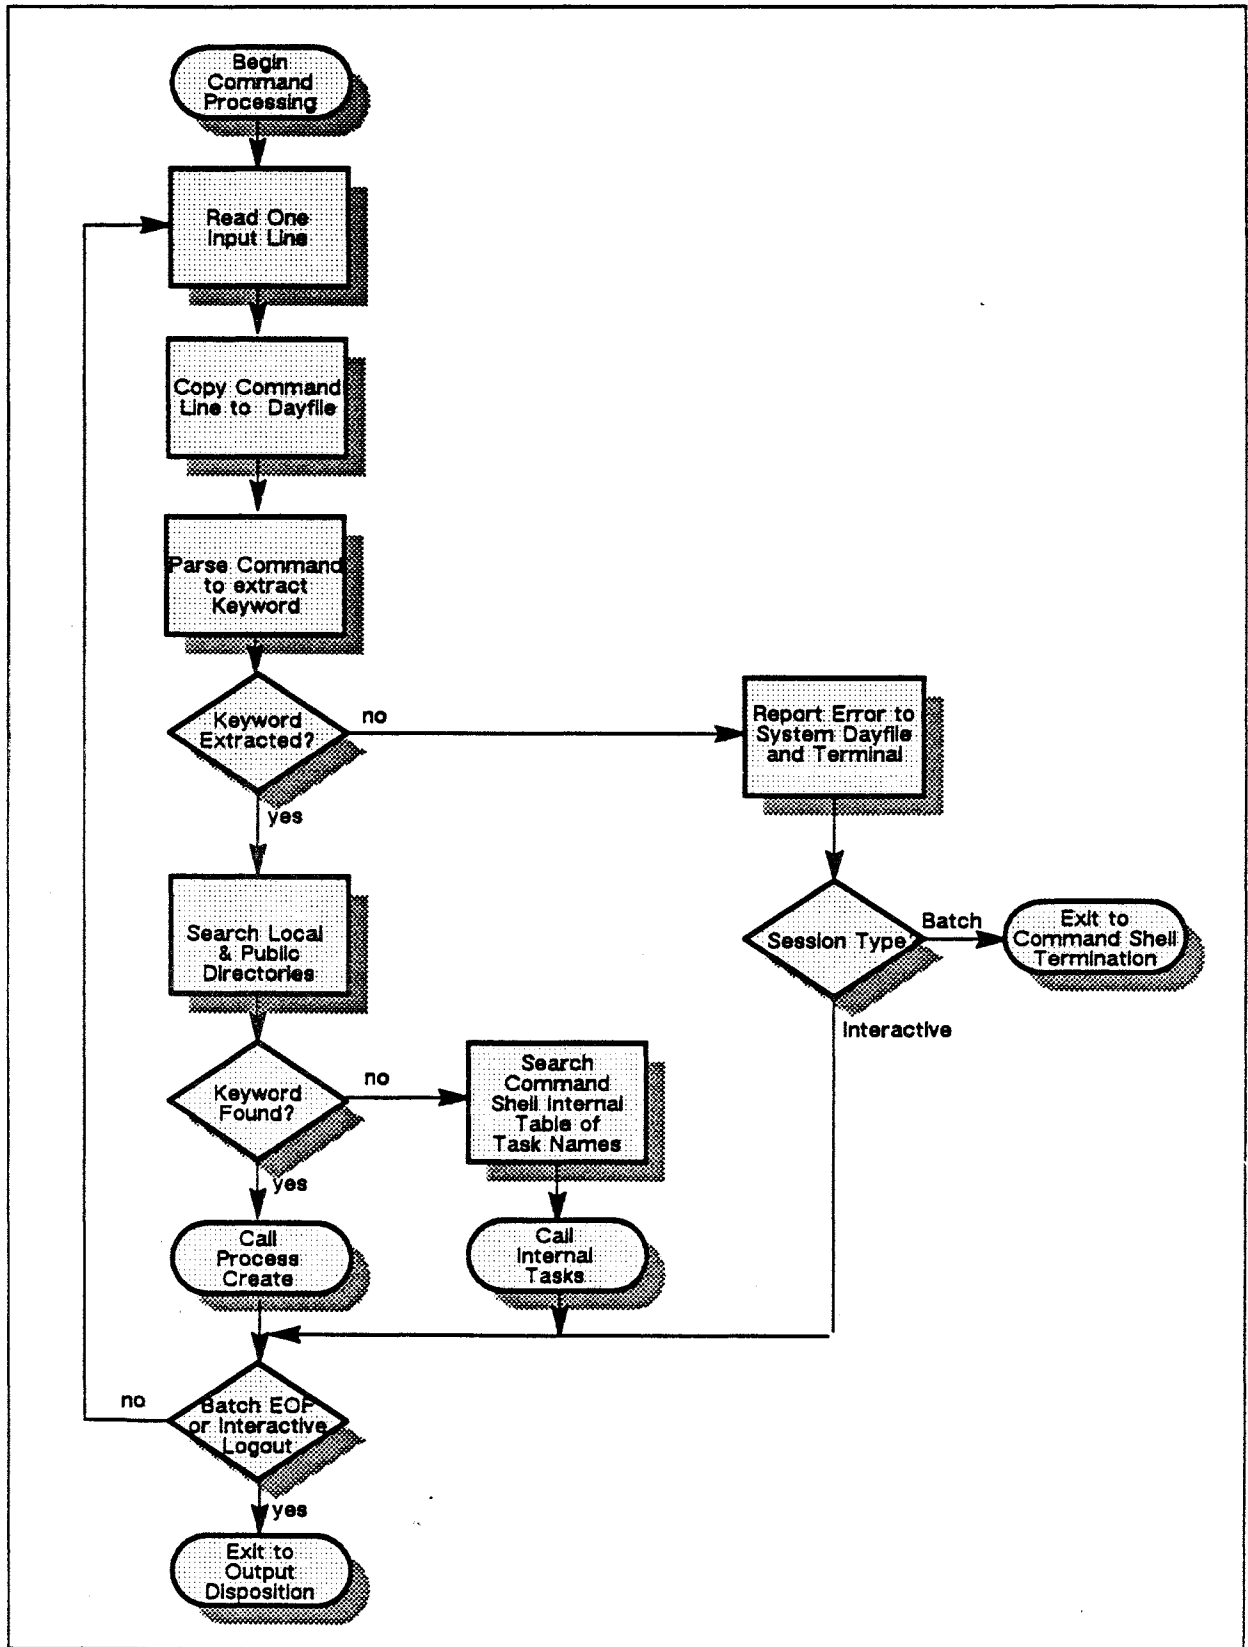 Begin
Command
Processing
Read One
Input Line
Copy Command
Line to Dayfile
Parse Command
to extract
Keyword
Keyword
Extracted?
no
yes
Report Error to
System Dayfile
and Terminal
Session Type
Batch
Exit to
Command Shell
Termination
Interactive
Search Local
& Public
Directories
Keyword
Found?
no
yes
Search
Command
Shell Internal
Table of
Task Names
Call
Process
Create
Call
Internal
Tasks
Batch EOF
or Interactive
Logout
no
yes
Exit to
Output
Disposition